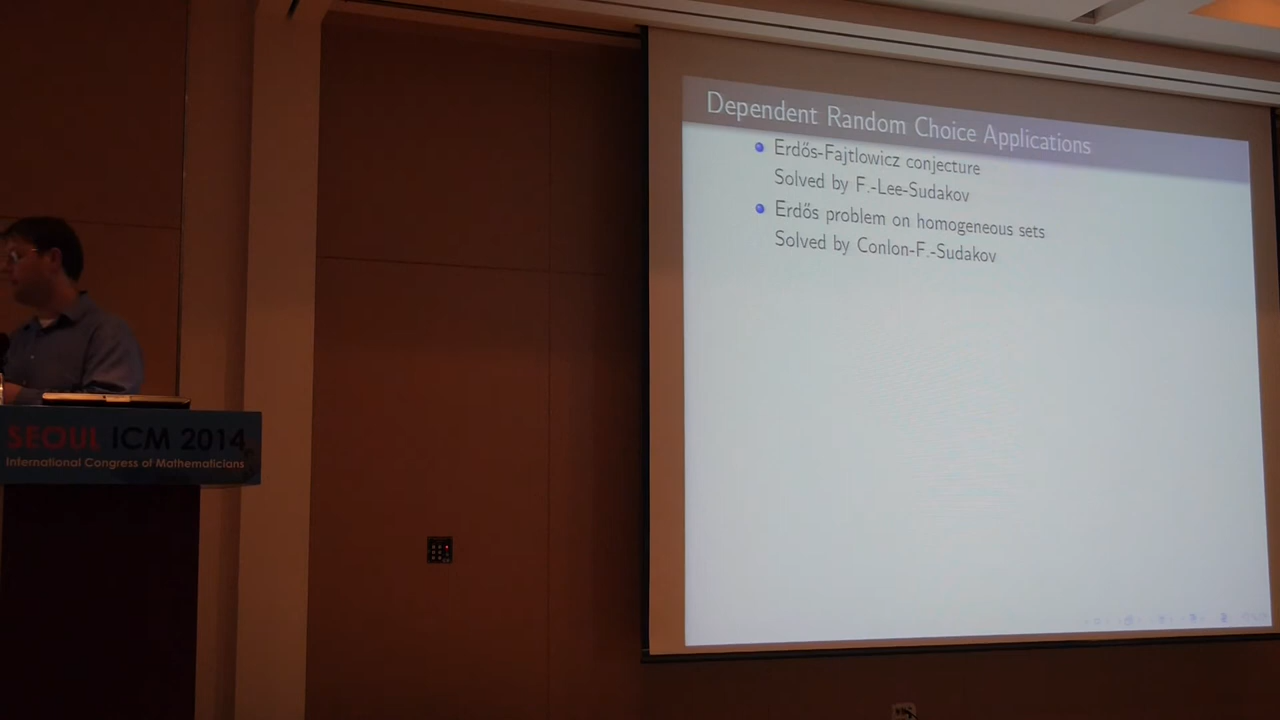 Dependent Random Choice Applications
Erdős-Fajtlowicz conjecture
Solved by F.-Lee-Sudakov
Erdős problem on homogeneous sets
Solved by Conlon-F.-Sudakov
SEOUL ICM 2014
International Congress of Mathematicians